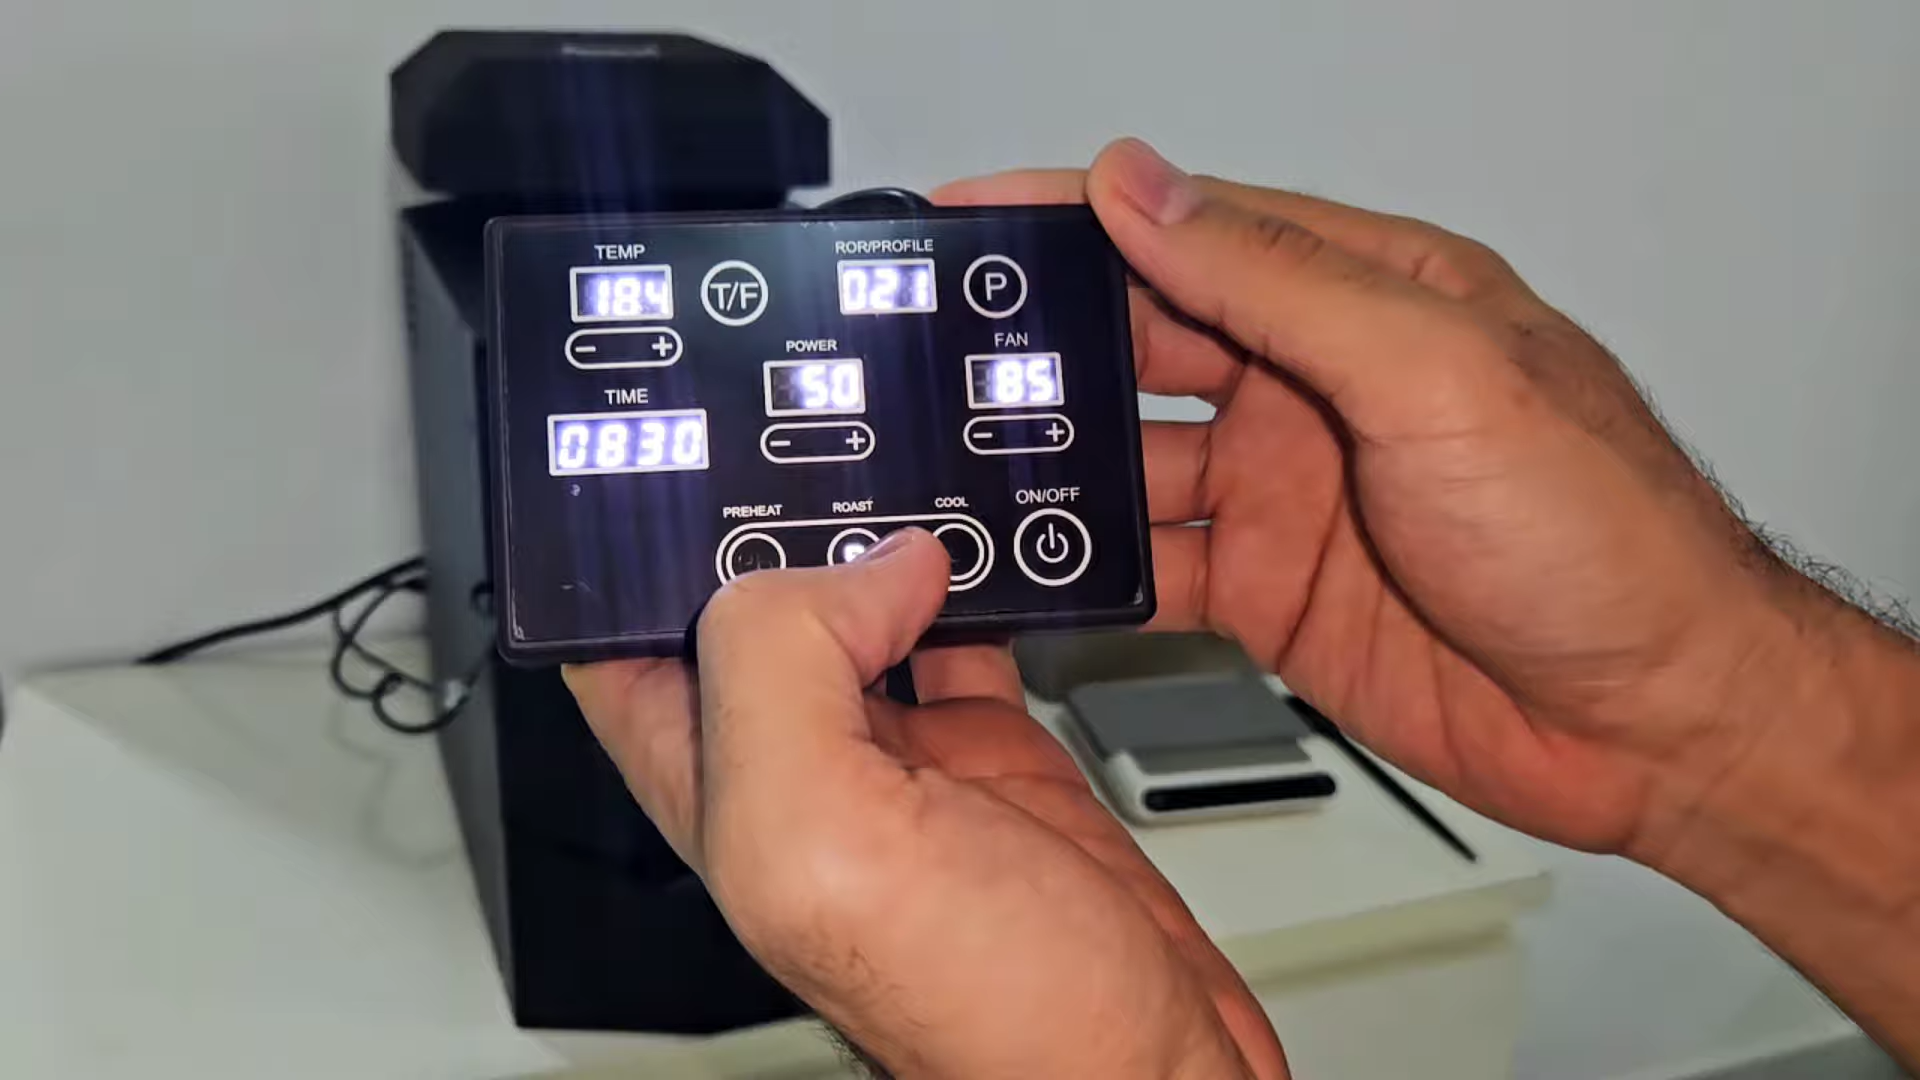 TEMP
184
T/F
ROR/PROFILE
021
P
- +
POWER
50
- +
FAN
85
- +
TIME
0830
PREHEAT
ROAST
COOL
ON/OFF